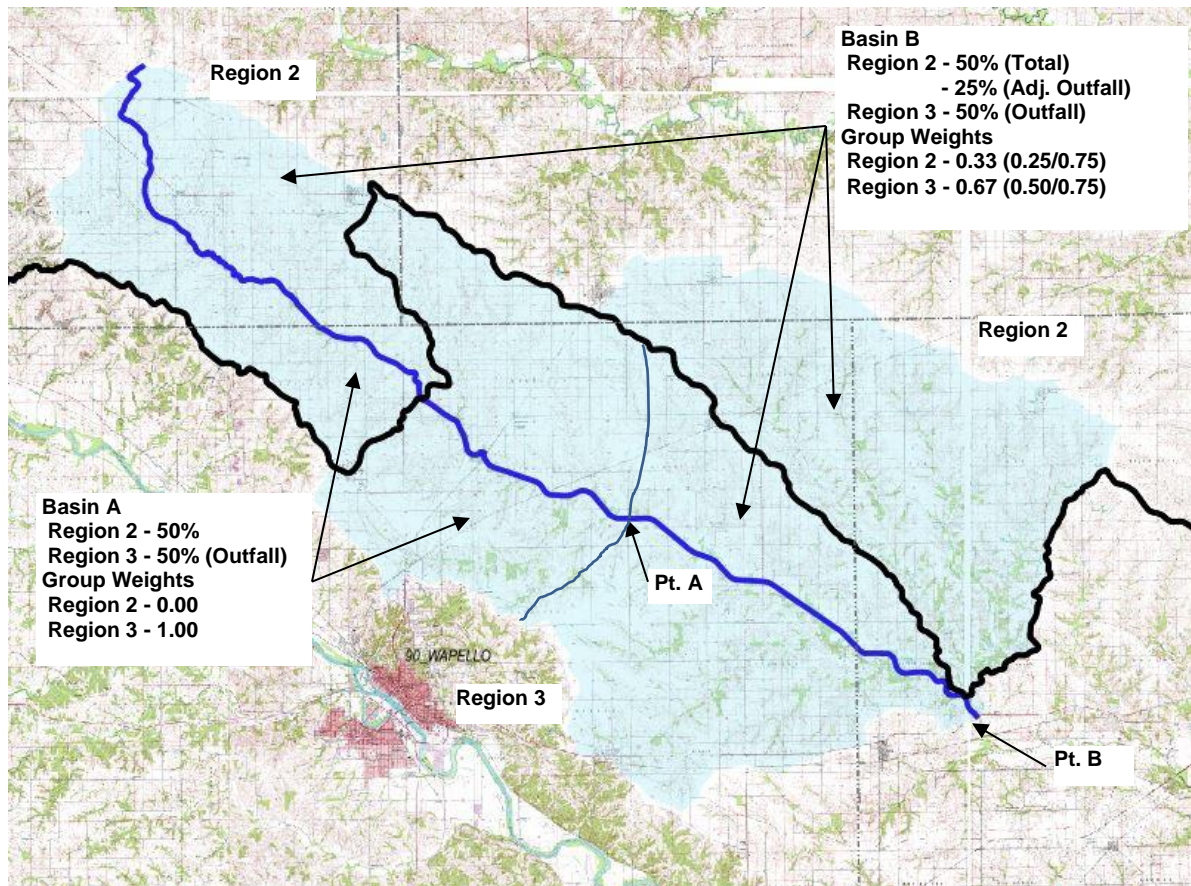 Region 2
Basin B
Region 2 - 50% (Total)
- 25% (Adj. Outfall)
Region 3 - 50% (Outfall)
Group Weights
Region 2 - 0.33 (0.25/0.75)
Region 3 - 0.67 (0.50/0.75)
Region 2
Basin A
Region 2 - 50%
Region 3 - 50% (Outfall)
Group Weights
Region 2 - 0.00
Region 3 - 1.00
Pt. A
90 WAPELLO
Region 3
Pt. B